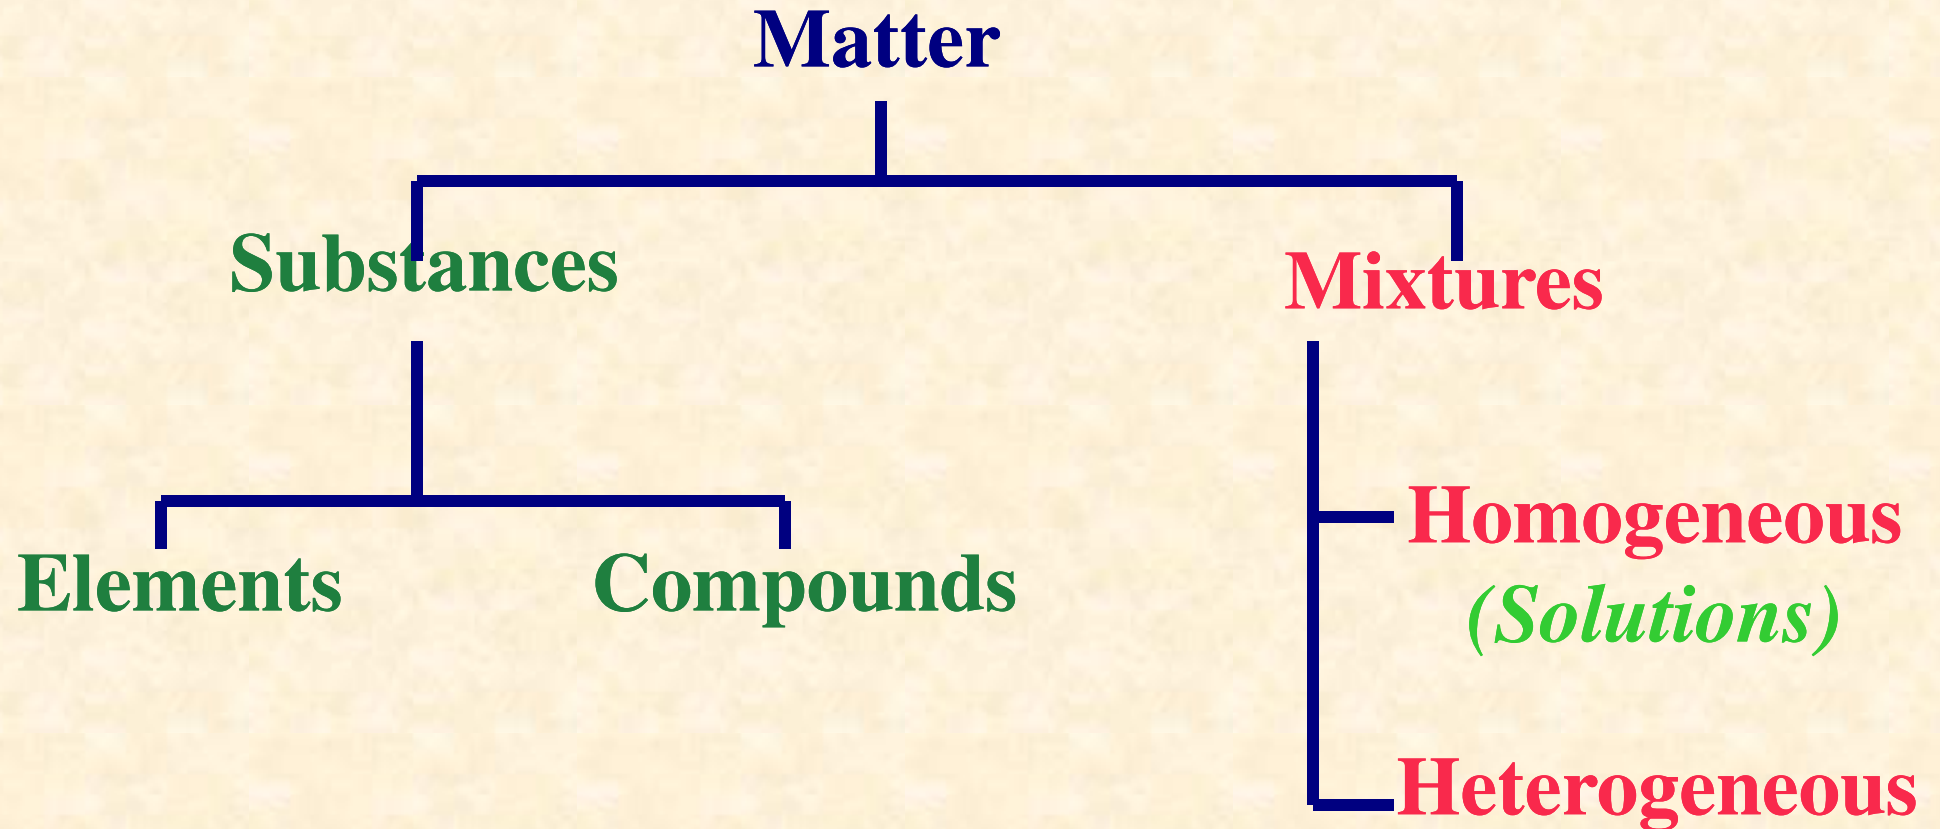 Matter
Substances
Mixtures
Elements
Compounds
Homogeneous
(Solutions)
Heterogeneous